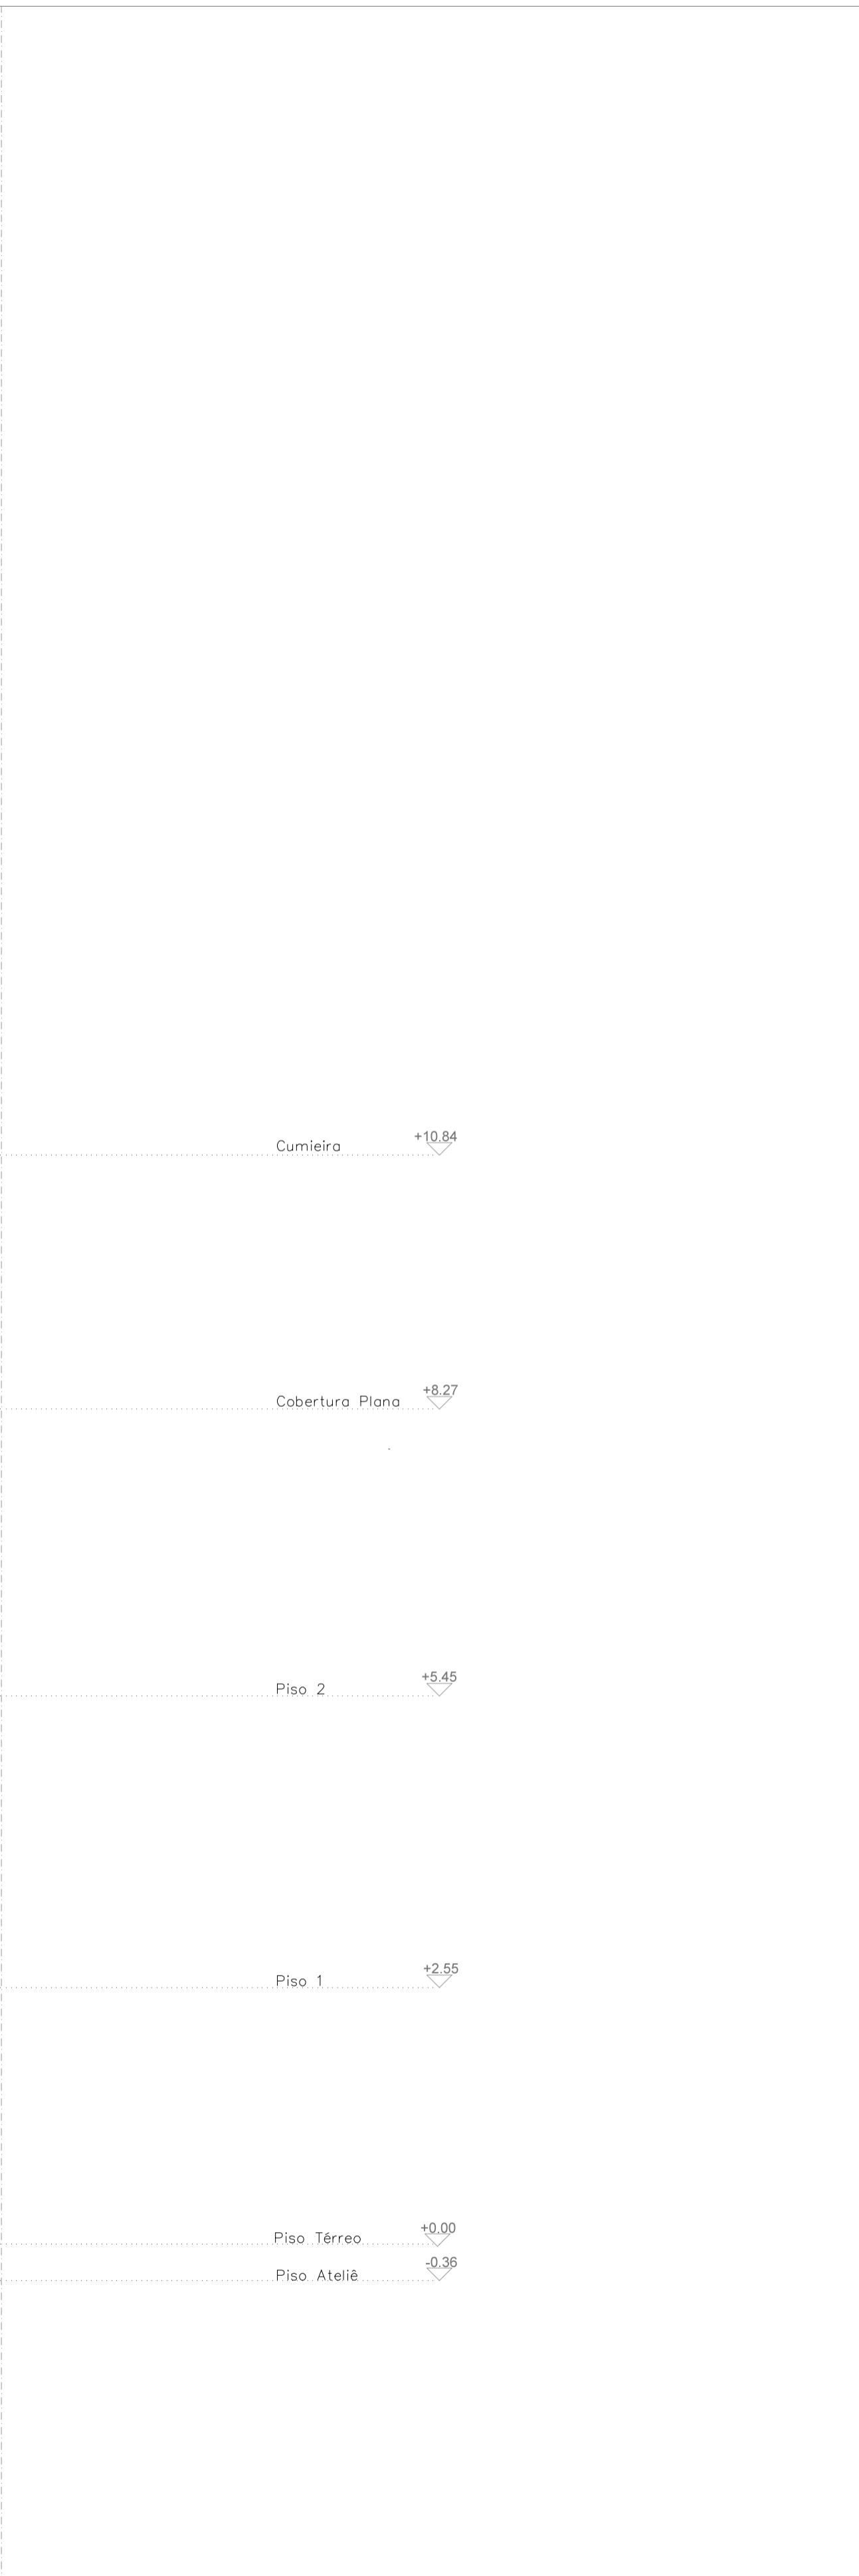 Cumieira +10.84
Cobertura Plana +8.27
Piso 2 +5.45
Piso 1 +2.55
Piso Térreo +0.00
Piso Ateliê -0.36